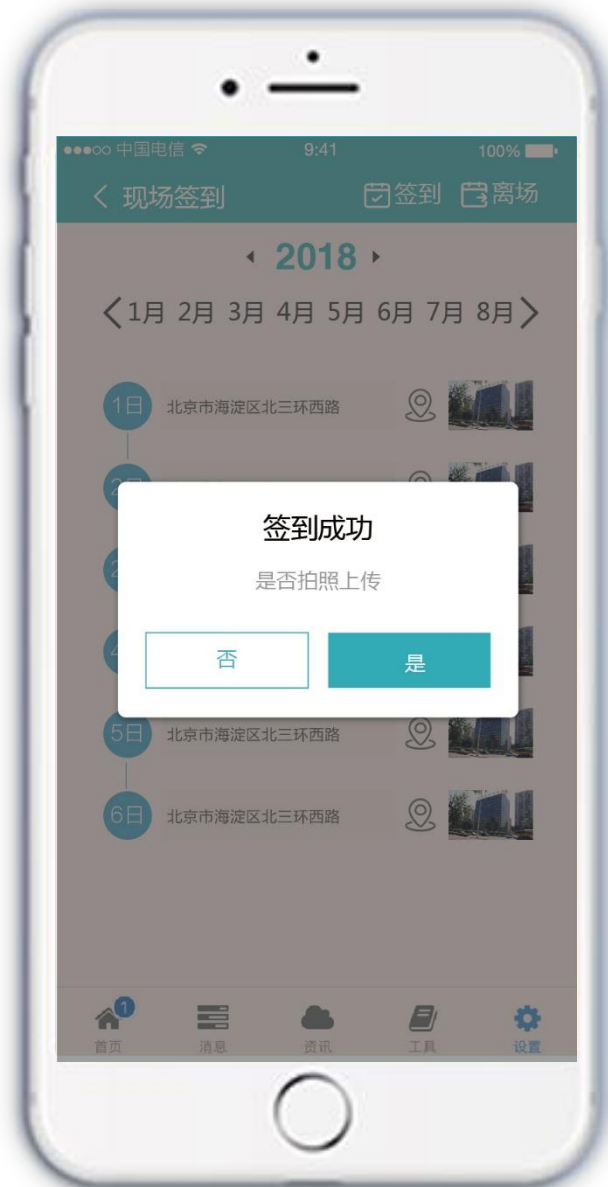 ●●●○○ 中国电信 9:41 100%
现场签到 签到 离场
2018
1月 2月 3月 4月 5月 6月 7月 8月
1日 北京市海淀区北三环西路
签到成功
是否拍照上传
否 是
5日 北京市海淀区北三环西路
6日 北京市海淀区北三环西路
1
首页 消息 资讯 工具 设置